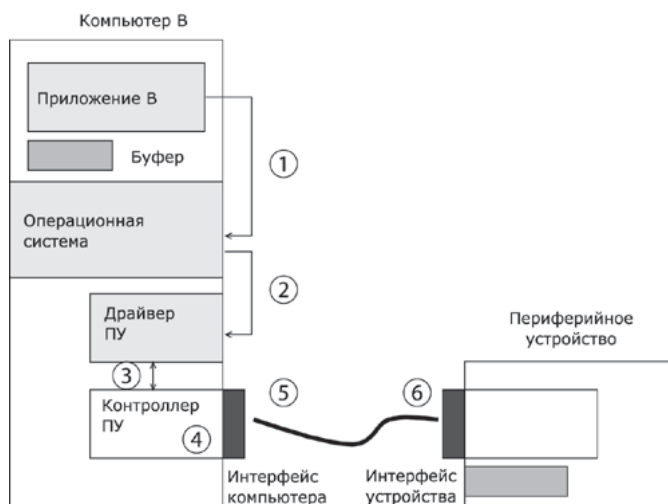 Компьютер В
Приложение В
Буфер
1
Операционная
система
2
Драйвер
ПУ
Периферийное
устройство
3
5
6
Контроллер
ПУ
4
Интерфейс
компьютера
Интерфейс
устройства